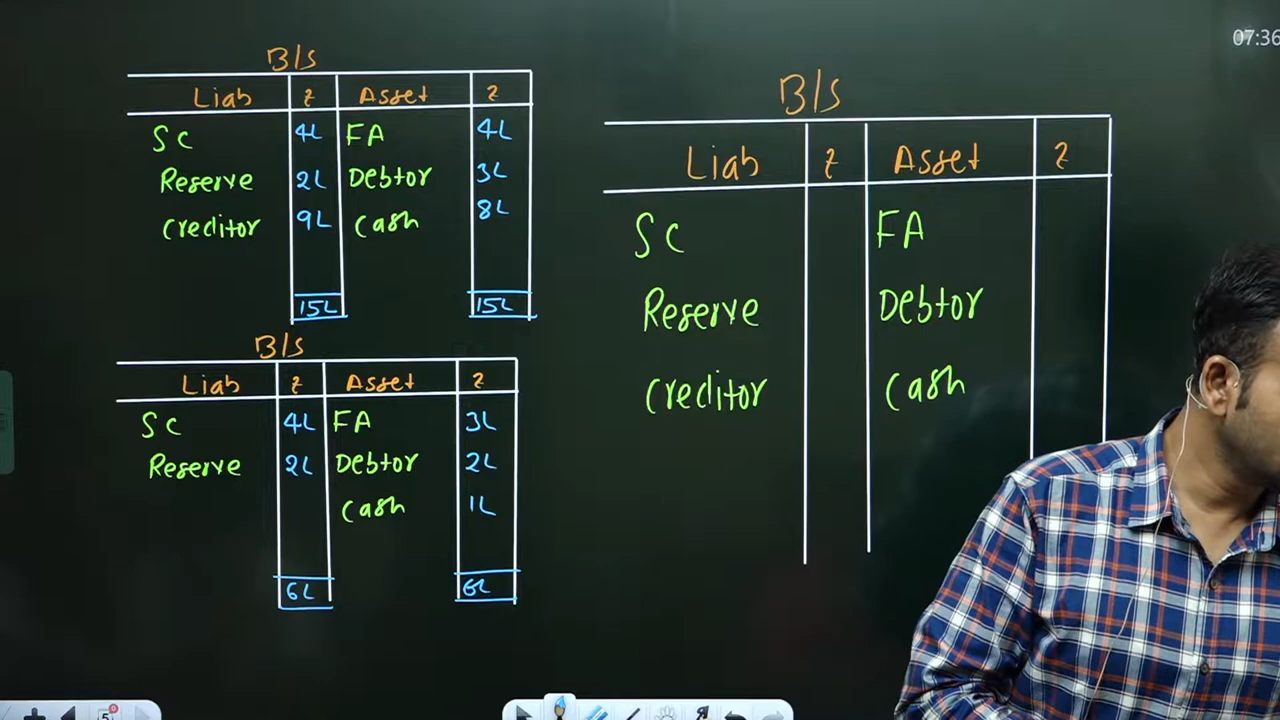 07:36
B/S
Liab ₹ Asset ₹
SC 4L FA 4L
Reserve 2L Debtor 3L
Creditor 9L Cash 8L
15L 15L
B/S
Liab ₹ Asset ₹
SC 4L FA 3L
Reserve 2L Debtor 2L
Cash 1L
6L 6L
B/S
Liab ₹ Asset ₹
SC FA
Reserve Debtor
Creditor Cash
5